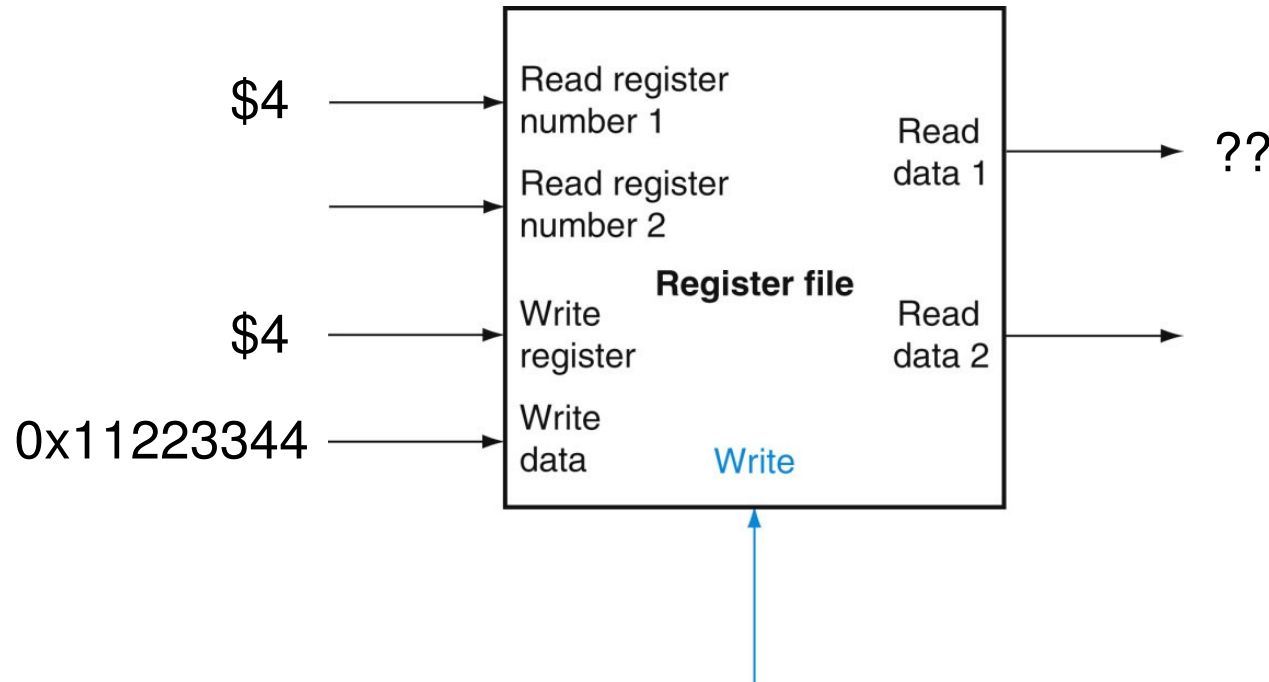 $4
Read register
number 1
Read
data 1
??
Read register
number 2
Register file
$4
Write
register
Read
data 2
0x11223344
Write
data
Write